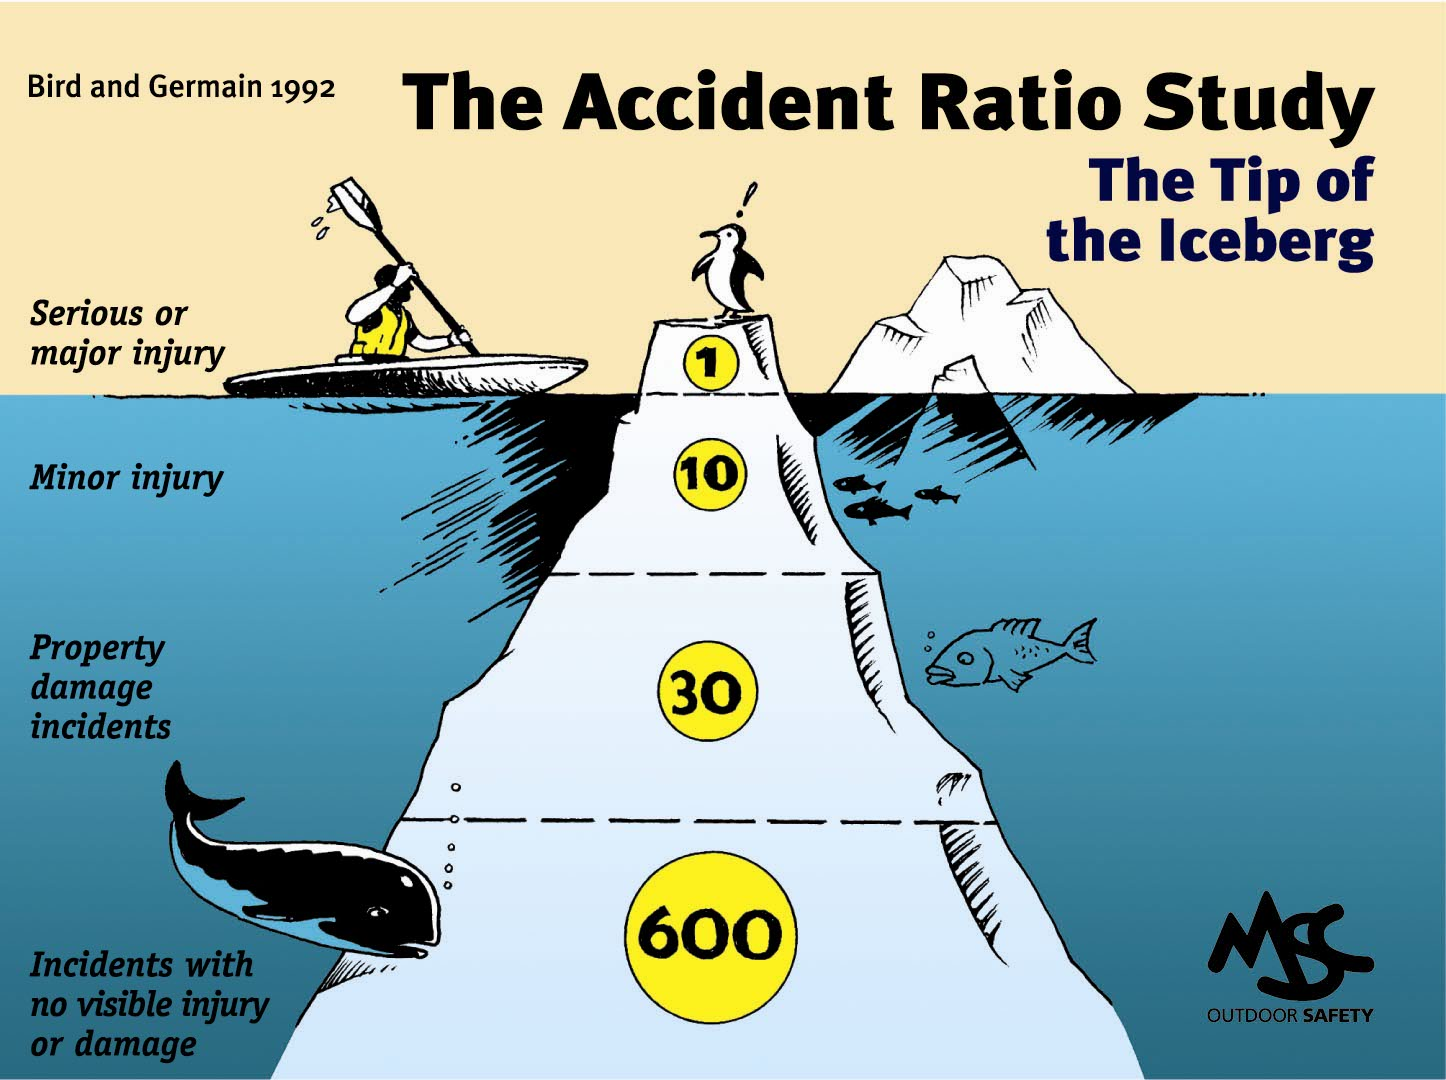 Bird and Germain 1992
The Accident Ratio Study
The Tip of
the Iceberg
!
Serious or
major injury
1
Minor injury
10
Property
damage
incidents
30
600
Incidents with
no visible injury
or damage
MSC
OUTDOOR SAFETY